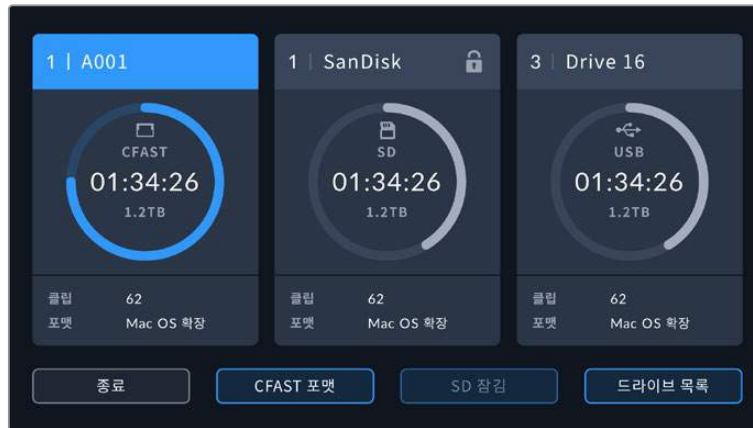 1 | A001
CFAST
01:34:26
1.2TB
클립 62
포맷 Mac OS 확장
1 | SanDisk
SD
01:34:26
1.2TB
클립 62
포맷 Mac OS 확장
3 | Drive 16
USB
01:34:26
1.2TB
클립 62
포맷 Mac OS 확장
종료
CFAST 포맷
SD 잠김
드라이브 목록